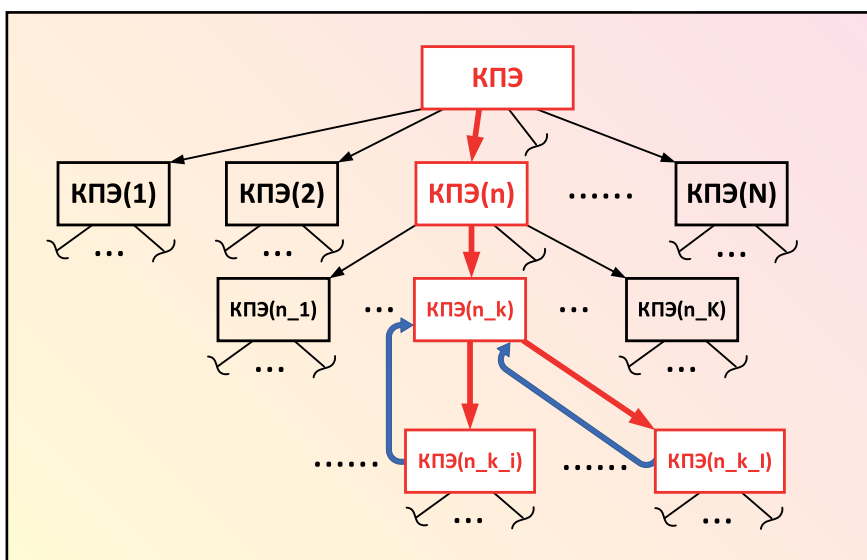 КПЭ
КПЭ(1)
КПЭ(2)
КПЭ(n)
......
КПЭ(N)
...
...
...
КПЭ(n_1)
...
КПЭ(n_k)
...
КПЭ(n_K)
...
...
......
КПЭ(n_k_i)
......
КПЭ(n_k_I)
...
...